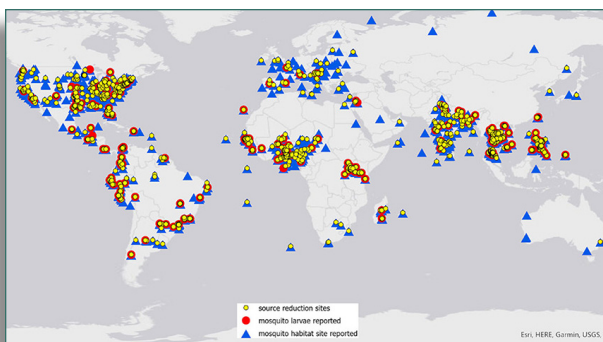 source reduction sites
mosquito larvae reported
mosquito habitat site reported
Esri, HERE, Garmin, USGS,